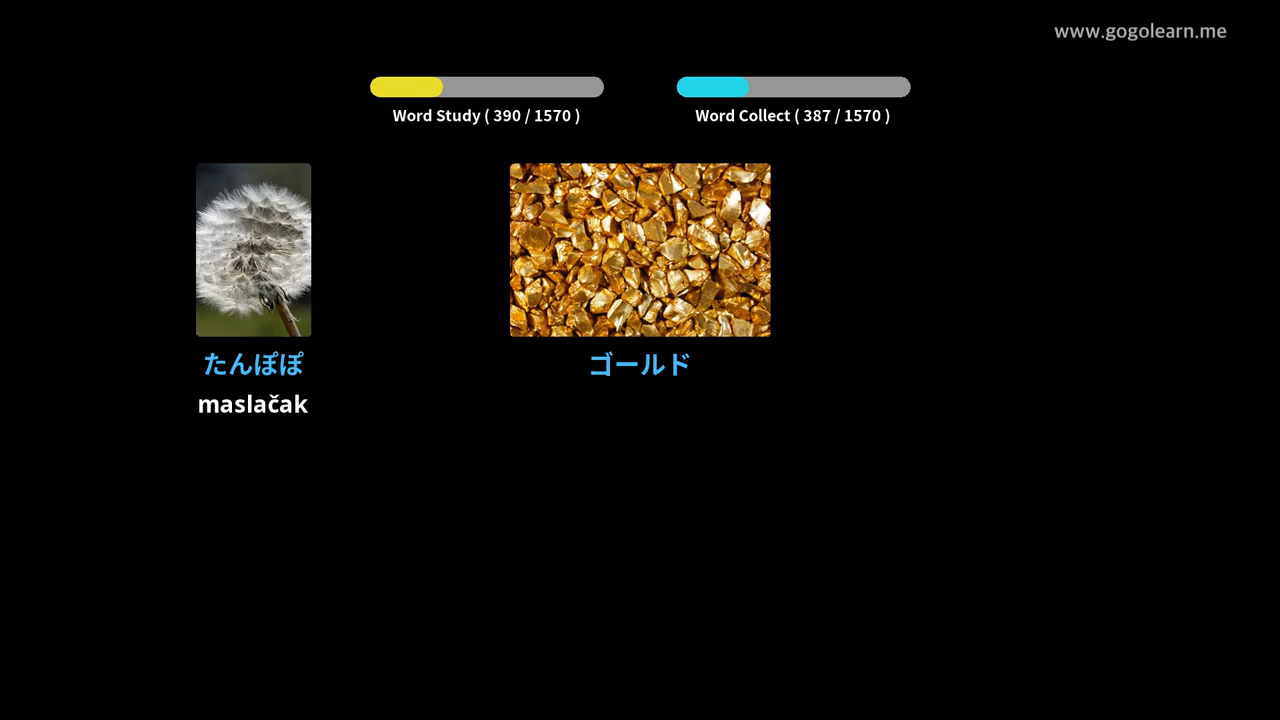 www.gogolearn.me
Word Study ( 390 / 1570 )
Word Collect ( 387 / 1570 )
たんぽぽ
ゴールド
maslačak